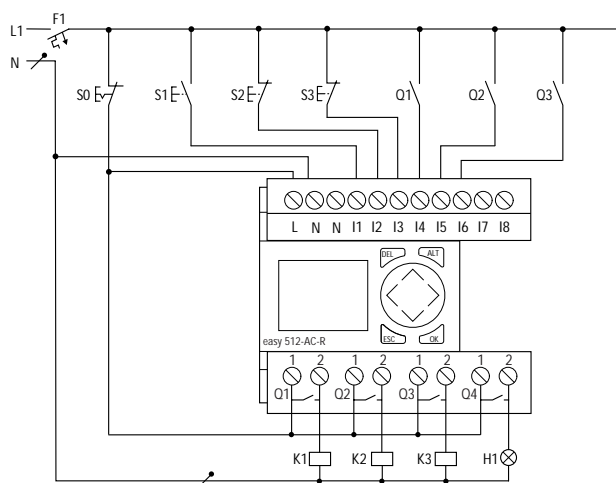 L1 F1
N
S0 S1 S2 S3 Q1 Q2 Q3
L N N I1 I2 I3 I4 I5 I6 I7 I8
DEL ALT
ESC OK
easy 512-AC-R
1 2 1 2 1 2 1 2
Q1 Q2 Q3 Q4
K1 K2 K3 H1